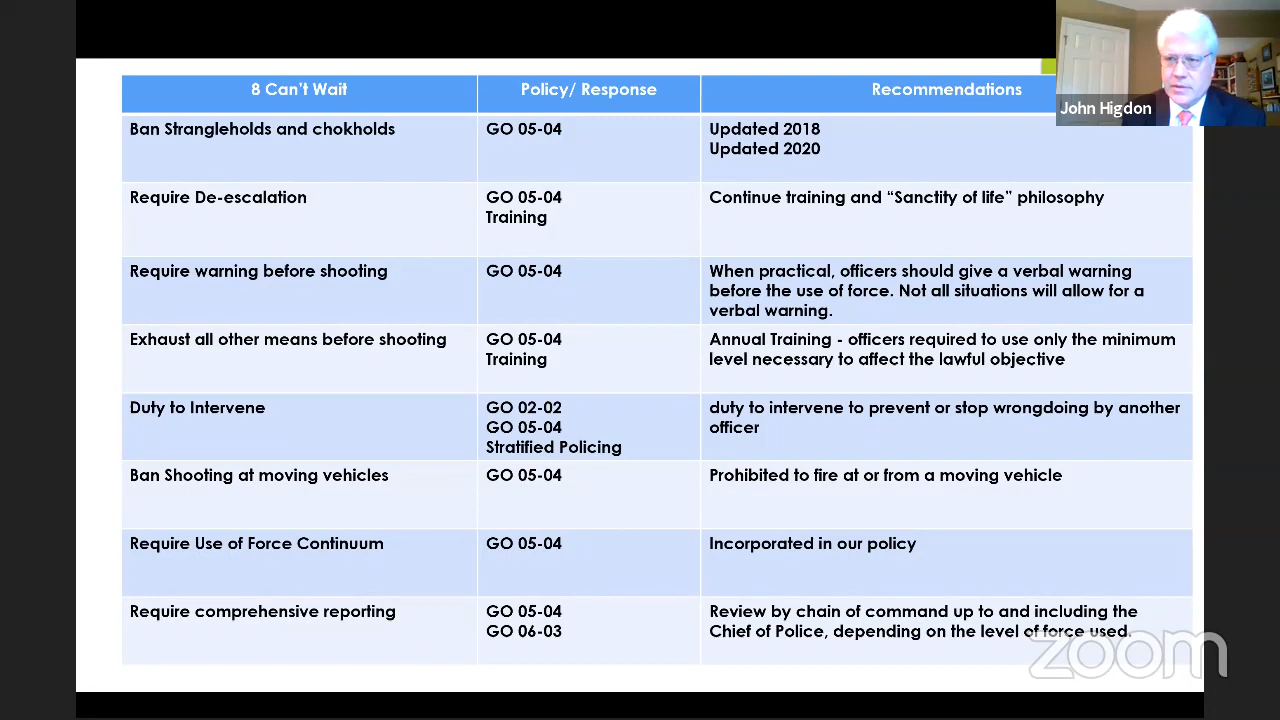 8 Can't Wait
Policy/ Response
Recommendations
John Higdon
Ban Strangleholds and chokholds
GO 05-04
Updated 2018
Updated 2020
Require De-escalation
GO 05-04
Training
Continue training and “Sanctity of life” philosophy
Require warning before shooting
GO 05-04
When practical, officers should give a verbal warning
before the use of force. Not all situations will allow for a
verbal warning.
Exhaust all other means before shooting
GO 05-04
Training
Annual Training - officers required to use only the minimum
level necessary to affect the lawful objective
Duty to Intervene
GO 02-02
GO 05-04
Stratified Policing
duty to intervene to prevent or stop wrongdoing by another
officer
Ban Shooting at moving vehicles
GO 05-04
Prohibited to fire at or from a moving vehicle
Require Use of Force Continuum
GO 05-04
Incorporated in our policy
Require comprehensive reporting
GO 05-04
GO 06-03
Review by chain of command up to and including the
Chief of Police, depending on the level of force used.
zoom